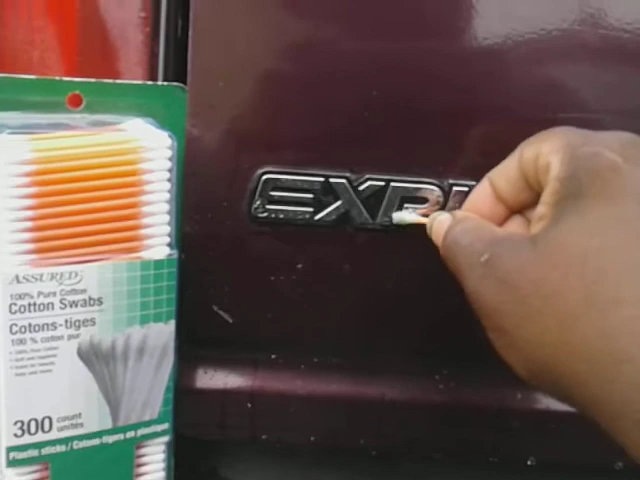 ASSURED
100% Pure Cotton
Cotton Swabs
Cotons-tiges
100 % coton pur
300 count
unités
Plastic sticks / Cotons-tiges en plastique
EXPL